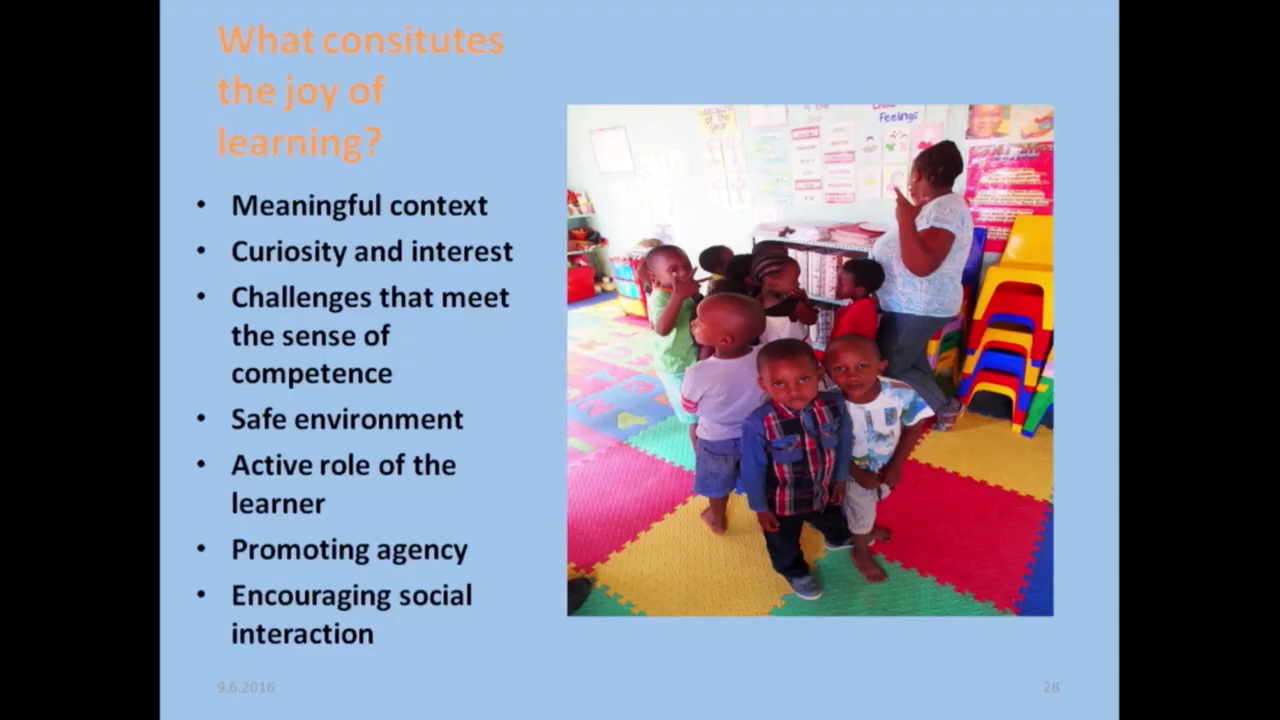 What consitutes
the joy of
learning?
• Meaningful context
• Curiosity and interest
• Challenges that meet
the sense of
competence
• Safe environment
• Active role of the
learner
• Promoting agency
• Encouraging social
interaction
Feelings
9.6.2016
28